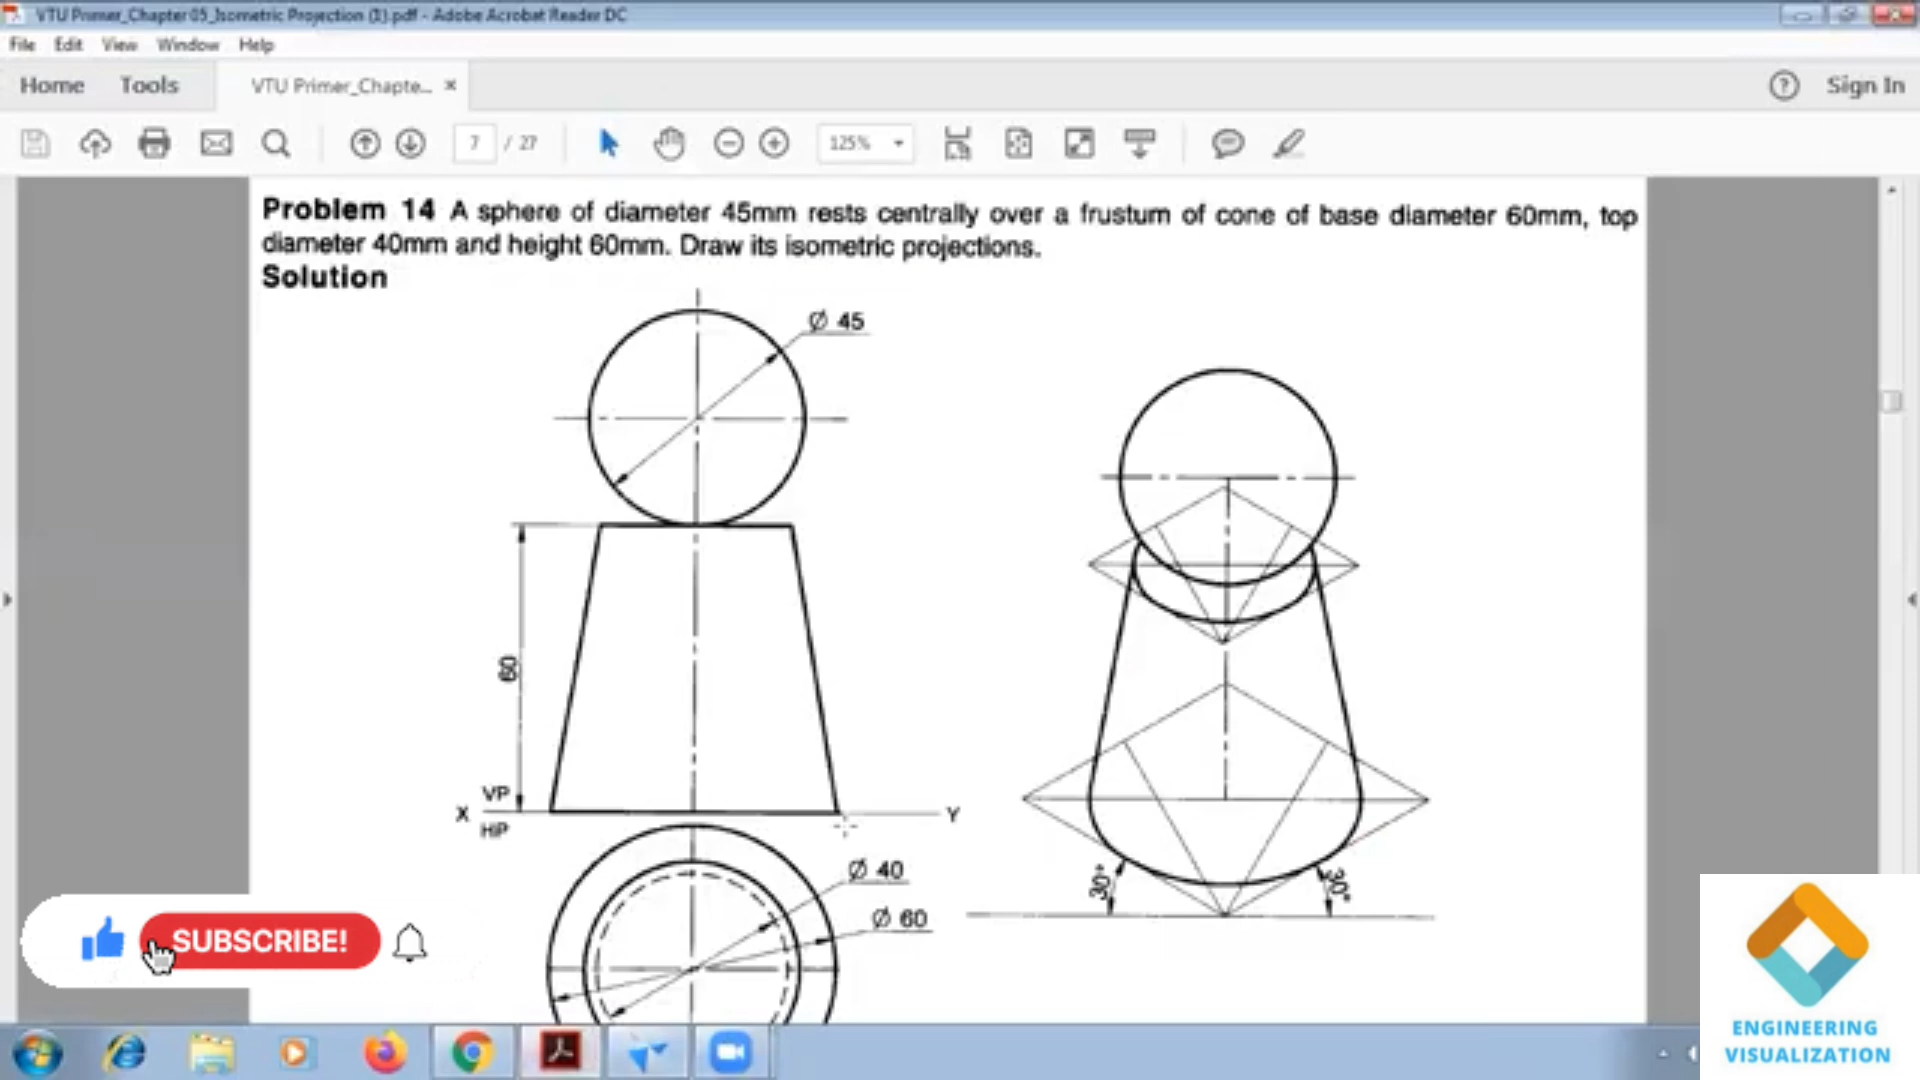 VTU Primer_Chapter 05_Isometric Projection (1).pdf - Adobe Acrobat Reader DC
File Edit View Window Help
Home Tools VTU Primer_Chapte... × ? Sign In
7 / 27 125%
Problem 14 A sphere of diameter 45mm rests centrally over a frustum of cone of base diameter 60mm, top
diameter 40mm and height 60mm. Draw its isometric projections.
Solution
Ø 45
60
X VP Y
HP
Ø 40
30° 30°
Ø 60
SUBSCRIBE!
ENGINEERING
VISUALIZATION